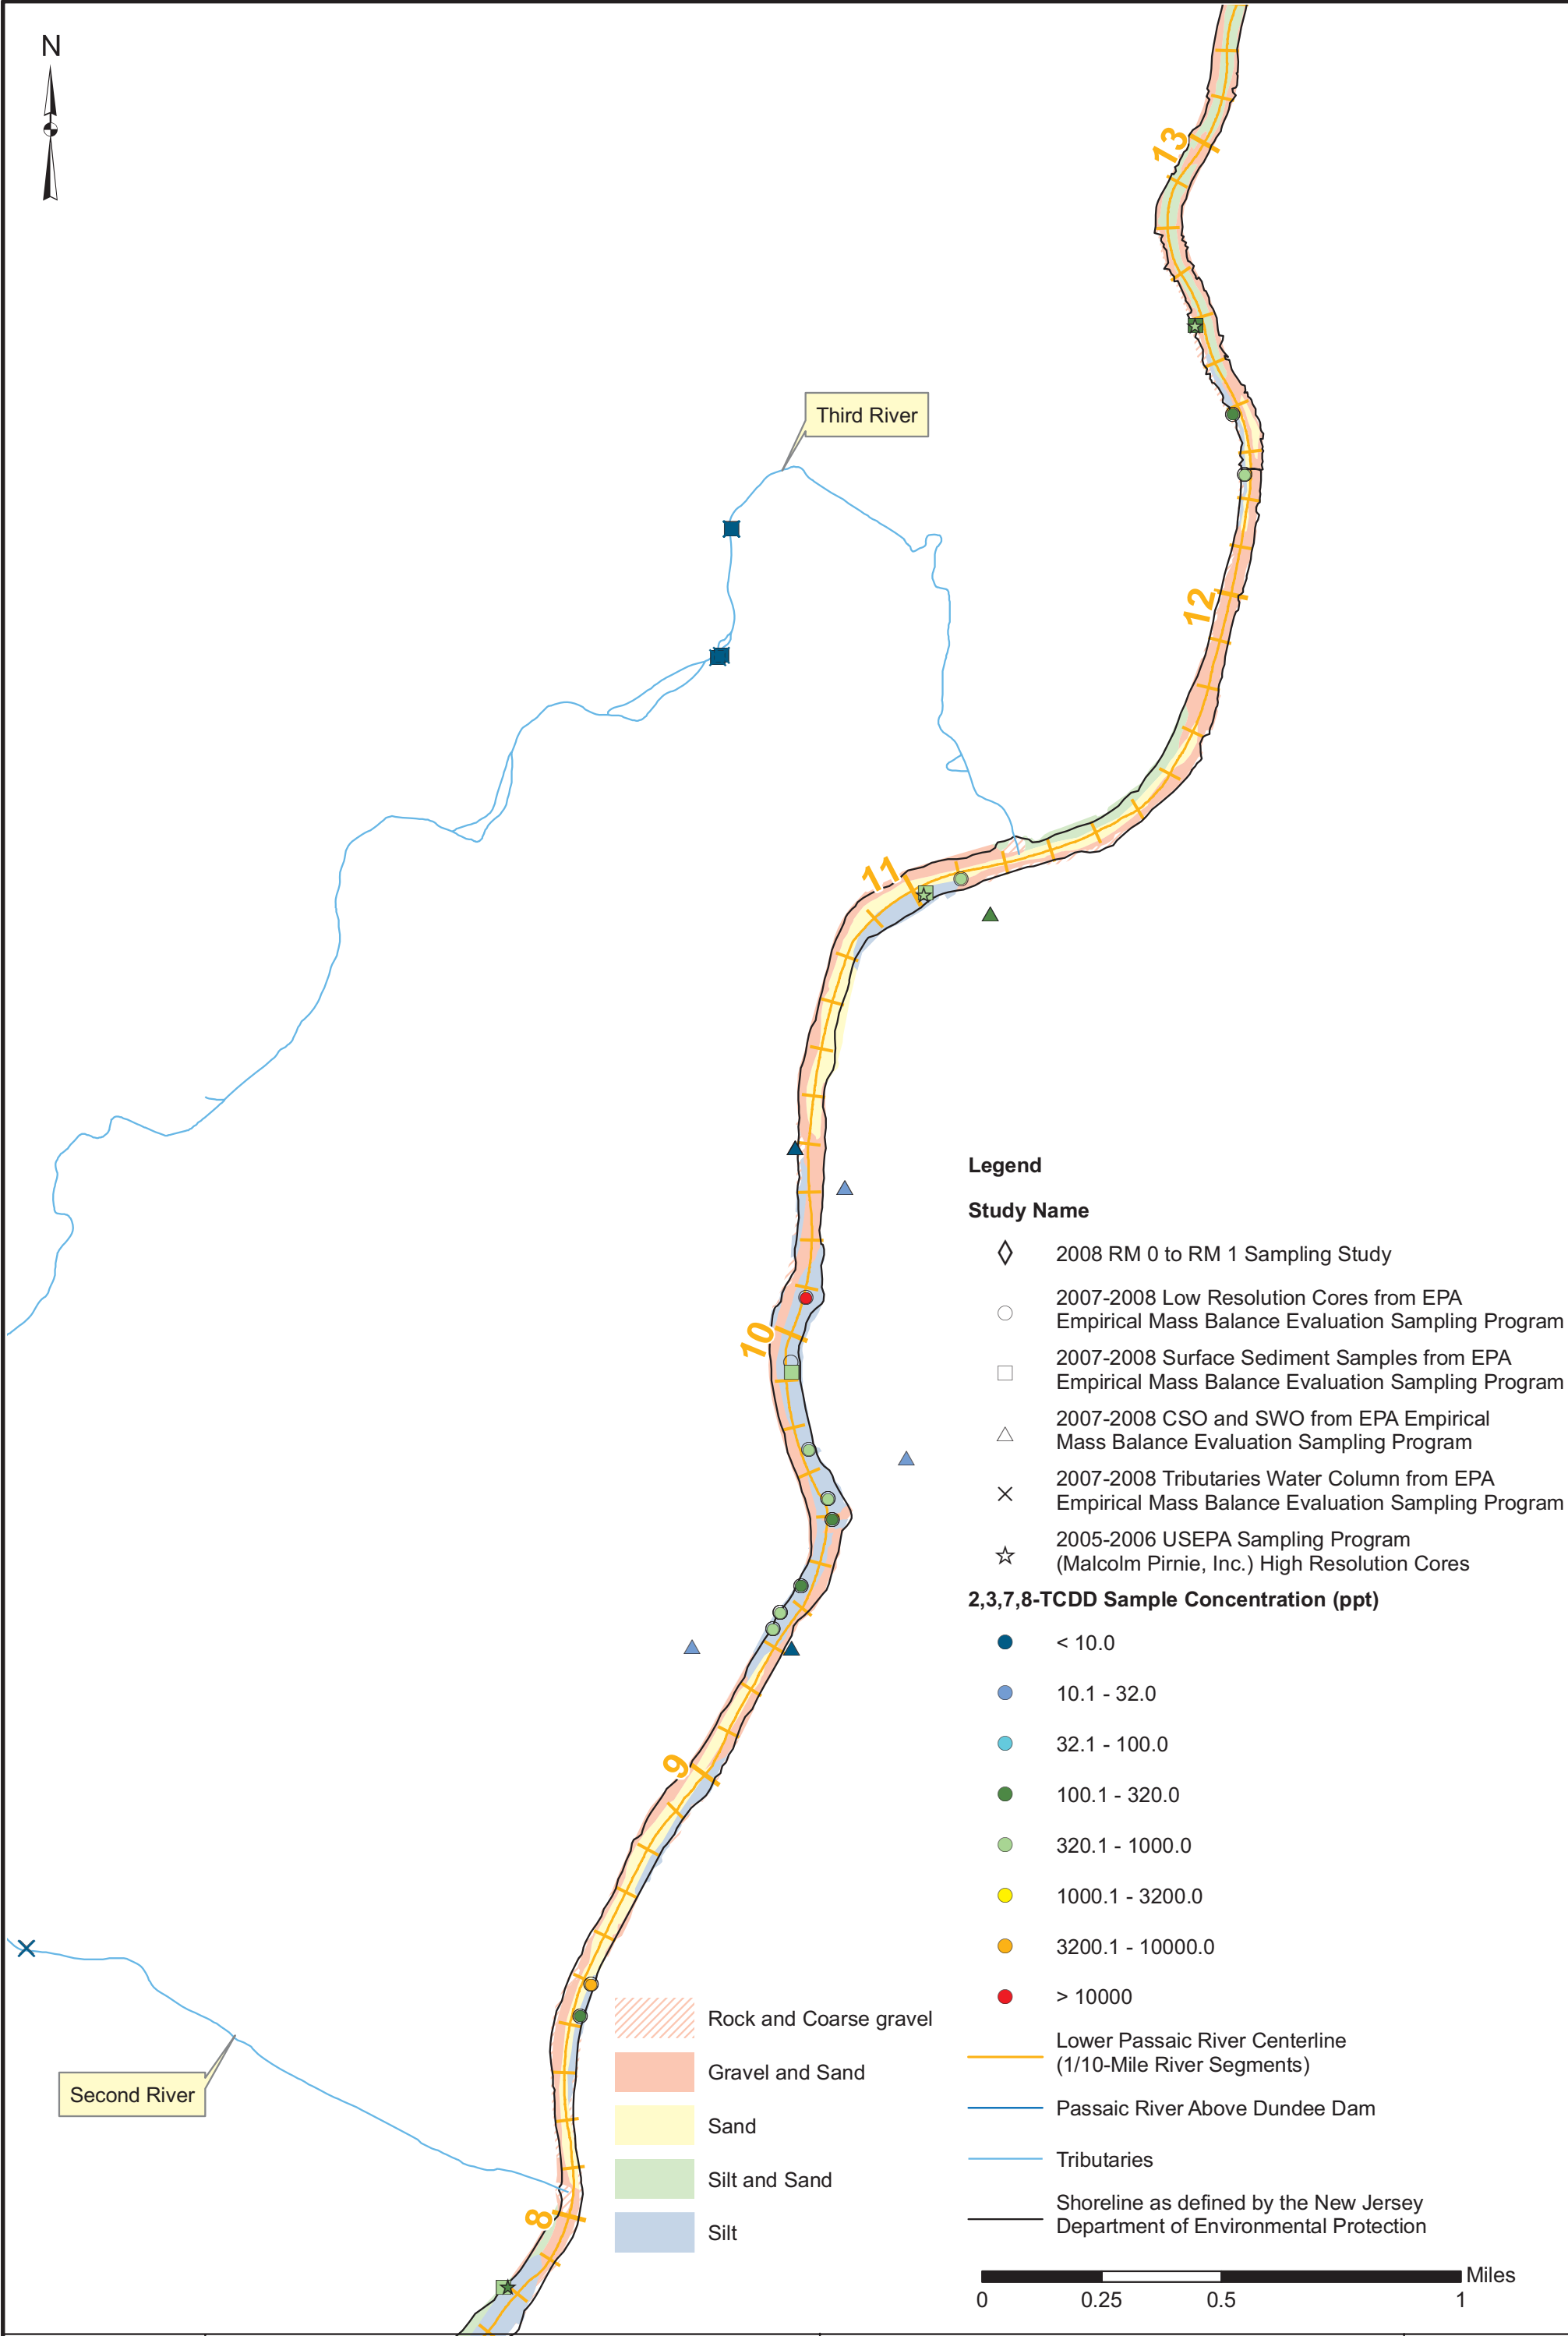 N
13
Third River
12
11
Legend
Study Name
2008 RM 0 to RM 1 Sampling Study
2007-2008 Low Resolution Cores from EPA
Empirical Mass Balance Evaluation Sampling Program
10
2007-2008 Surface Sediment Samples from EPA
Empirical Mass Balance Evaluation Sampling Program
2007-2008 CSO and SWO from EPA Empirical
Mass Balance Evaluation Sampling Program
2007-2008 Tributaries Water Column from EPA
Empirical Mass Balance Evaluation Sampling Program
2005-2006 USEPA Sampling Program
(Malcolm Pirnie, Inc.) High Resolution Cores
2,3,7,8-TCDD Sample Concentration (ppt)
< 10.0
10.1 - 32.0
32.1 - 100.0
9
100.1 - 320.0
320.1 - 1000.0
1000.1 - 3200.0
3200.1 - 10000.0
> 10000
Rock and Coarse gravel
Lower Passaic River Centerline
(1/10-Mile River Segments)
Gravel and Sand
Second River
Passaic River Above Dundee Dam
Sand
Tributaries
Silt and Sand
Shoreline as defined by the New Jersey
Department of Environmental Protection
8
Silt
Miles
0 0.25 0.5 1